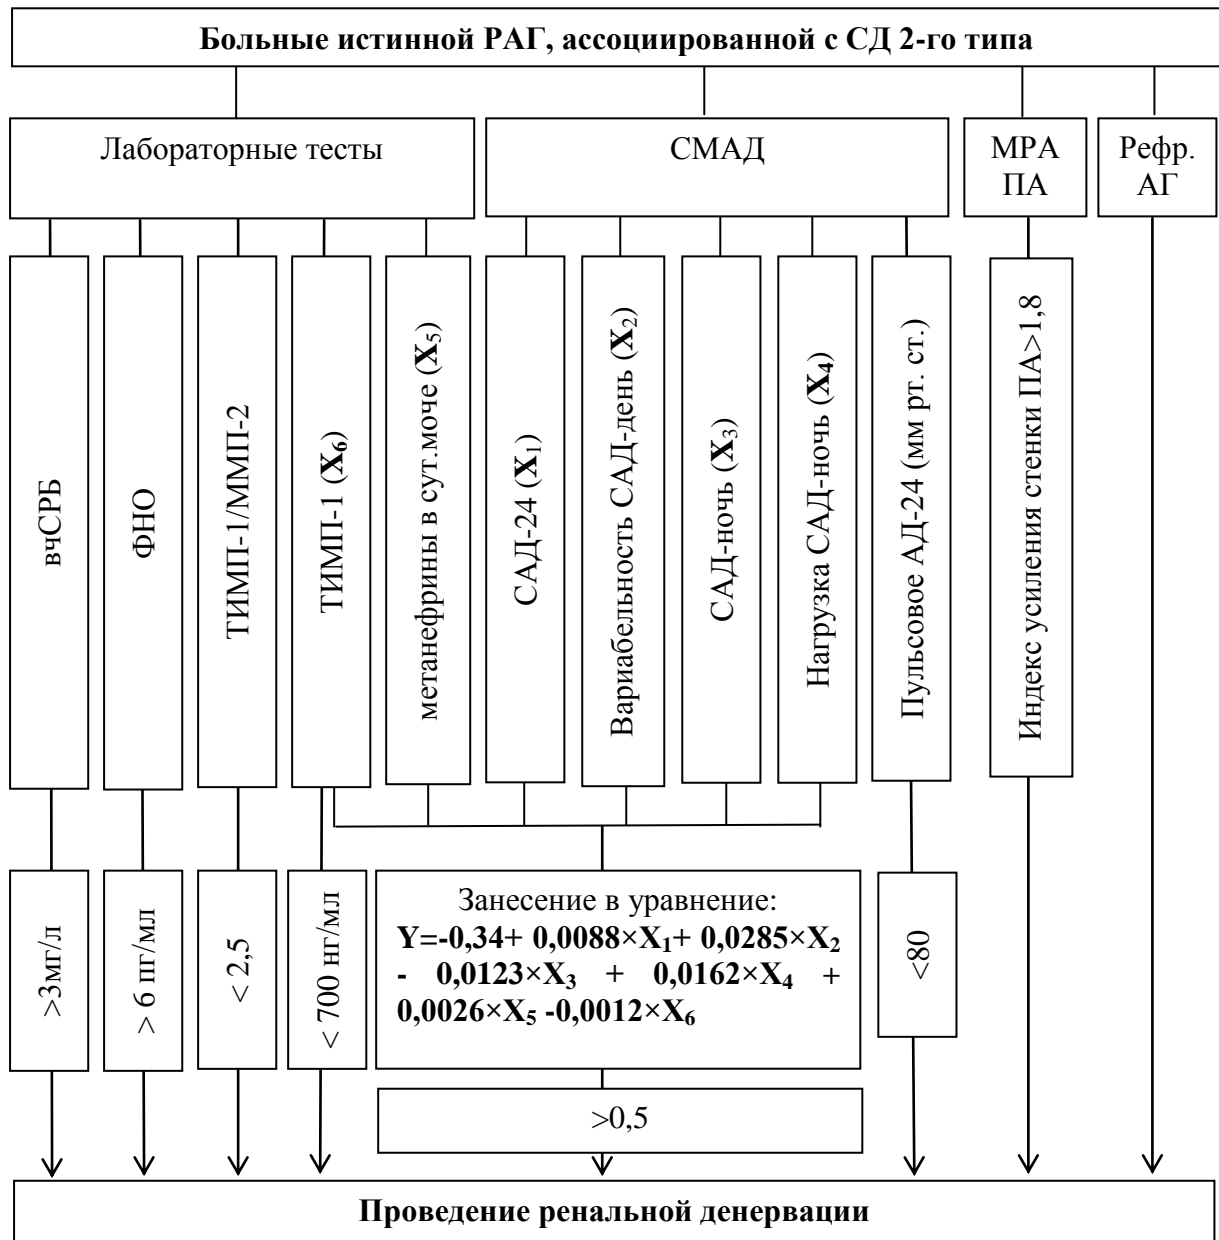 Больные истинной РАГ, ассоциированной с СД 2-го типа
Лабораторные тесты
СМАД
МРА
ПА
Рефр.
АГ
вчСРБ
ФНО
ТИМП-1/ММП-2
ТИМП-1 (X₆)
метанефрины в сут.моче (X₅)
САД-24 (X₁)
Вариабельность САД-день (X₂)
САД-ночь (X₃)
Нагрузка САД-ночь (X₄)
Пульсовое АД-24 (мм рт. ст.)
Индекс усиления стенки ПА>1,8
>3мг/л
> 6 пг/мл
< 2,5
< 700 нг/мл
Занесение в уравнение:
Y=-0,34+ 0,0088×X₁+ 0,0285×X₂
- 0,0123×X₃ + 0,0162×X₄ +
0,0026×X₅ -0,0012×X₆
<80
>0,5
Проведение ренальной денервации